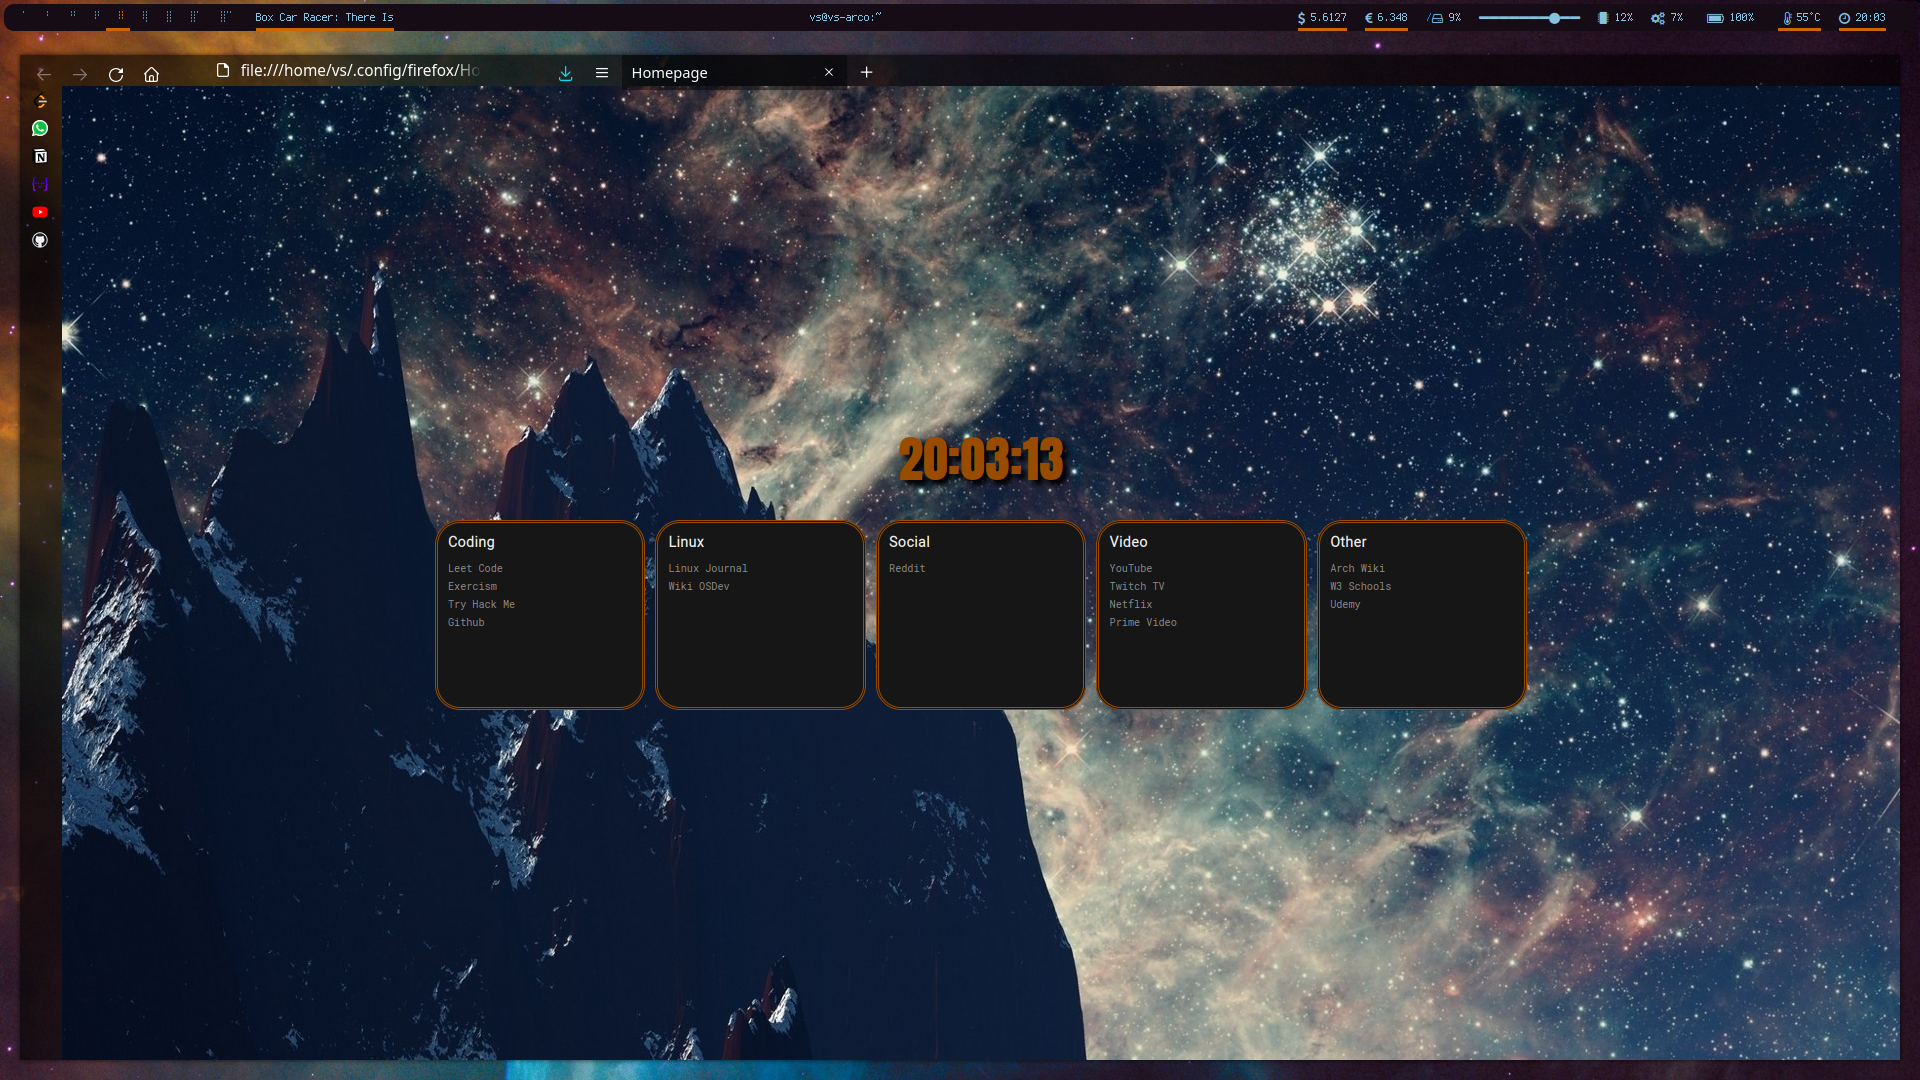 Box Car Racer: There Is
vs@vs-arco:~
$ 5.6127
€ 6.348
/ 9%
12%
7%
100%
55°C
20:03
file:///home/vs/.config/firefox/Ho
Homepage
20:03:13
Coding
Leet Code
Exercism
Try Hack Me
Github
Linux
Linux Journal
Wiki OSDev
Social
Reddit
Video
YouTube
Twitch TV
Netflix
Prime Video
Other
Arch Wiki
W3 Schools
Udemy